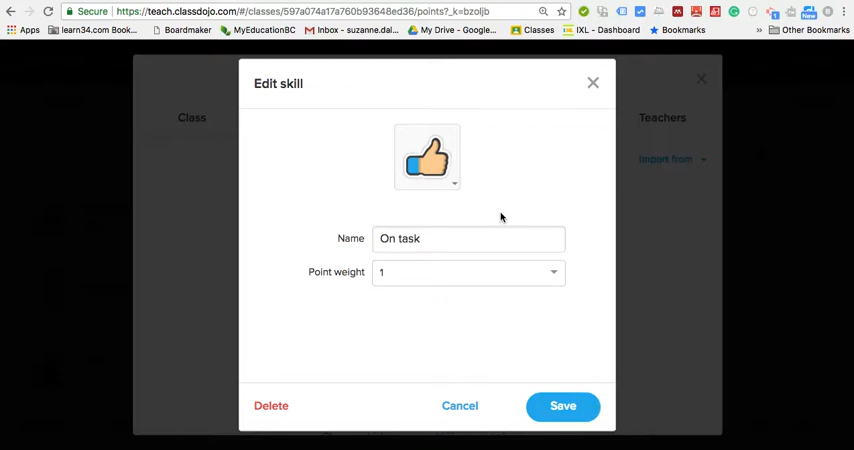 Secure https://teach.classdojo.com/#/classes/597a074a17a760b93648ed36/points?_k=bzoljb
Apps learn34.com Book... Boardmaker MyEducationBC Inbox - suzanne.dal... My Drive - Google... Classes IXL - Dashboard Bookmarks » Other Bookmarks
New
Edit skill
Class
Teachers
Import from
Name On task
Point weight 1
Delete Cancel Save